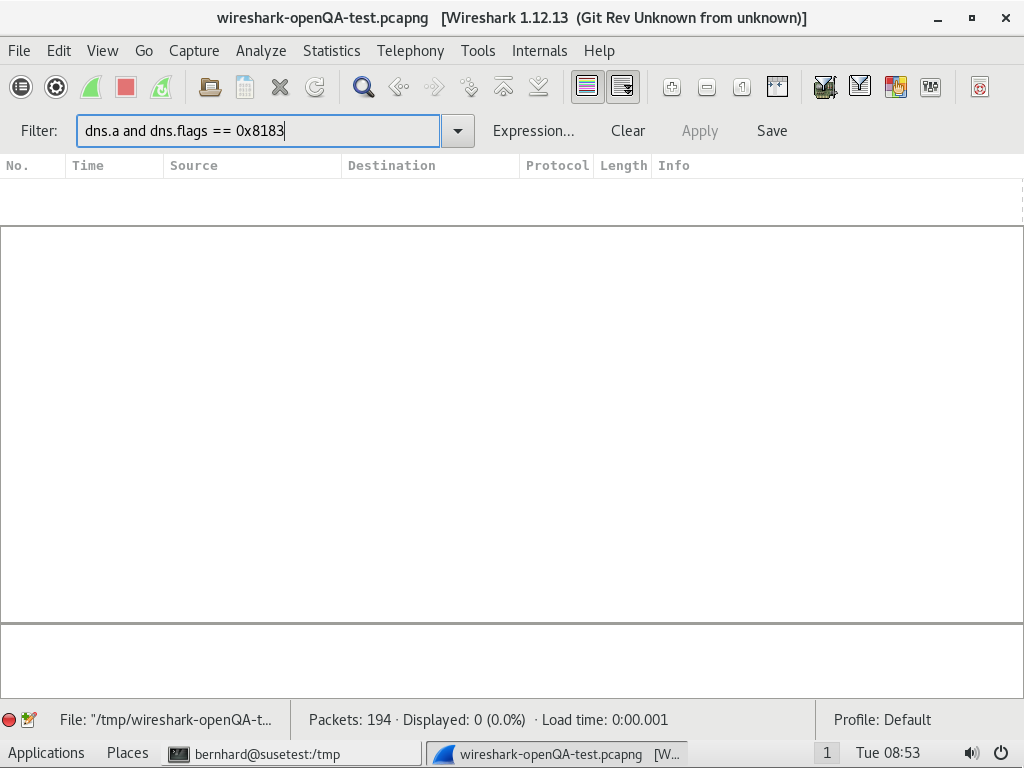 wireshark-openQA-test.pcapng   [Wireshark 1.12.13  (Git Rev Unknown from unknown)]
File Edit View Go Capture Analyze Statistics Telephony Tools Internals Help
Filter: dns.a and dns.flags == 0x8183 Expression... Clear Apply Save
No. Time Source Destination Protocol Length Info
File: "/tmp/wireshark-openQA-t... Packets: 194 · Displayed: 0 (0.0%)  · Load time: 0:00.001 Profile: Default
Applications Places bernhard@susetest:/tmp wireshark-openQA-test.pcapng   [W... 1 Tue 08:53